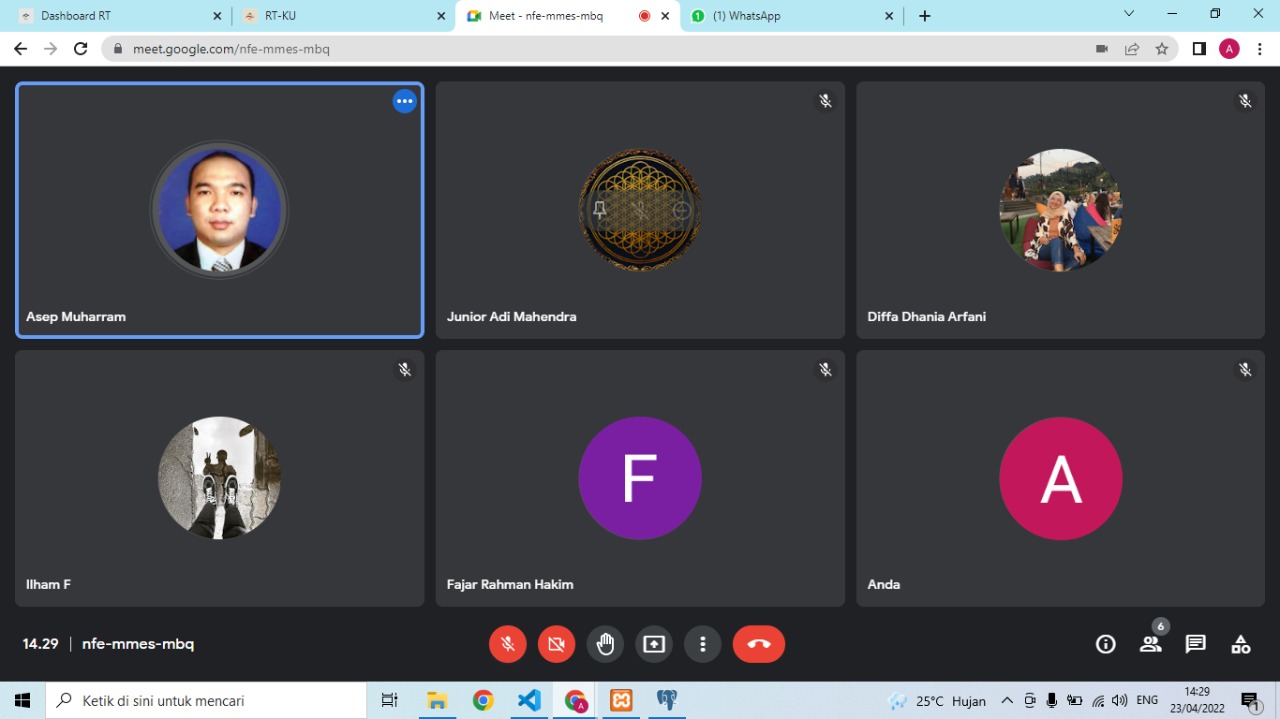 Dashboard RT
RT-KU
Meet - nfe-mmes-mbq
(1) WhatsApp
meet.google.com/nfe-mmes-mbq
A
Asep Muharram
Junior Adi Mahendra
Diffa Dhania Arfani
F
A
Ilham F
Fajar Rahman Hakim
Anda
14.29 | nfe-mmes-mbq
6
Ketik di sini untuk mencari
A
25°C Hujan
ENG
14:29
23/04/2022
1